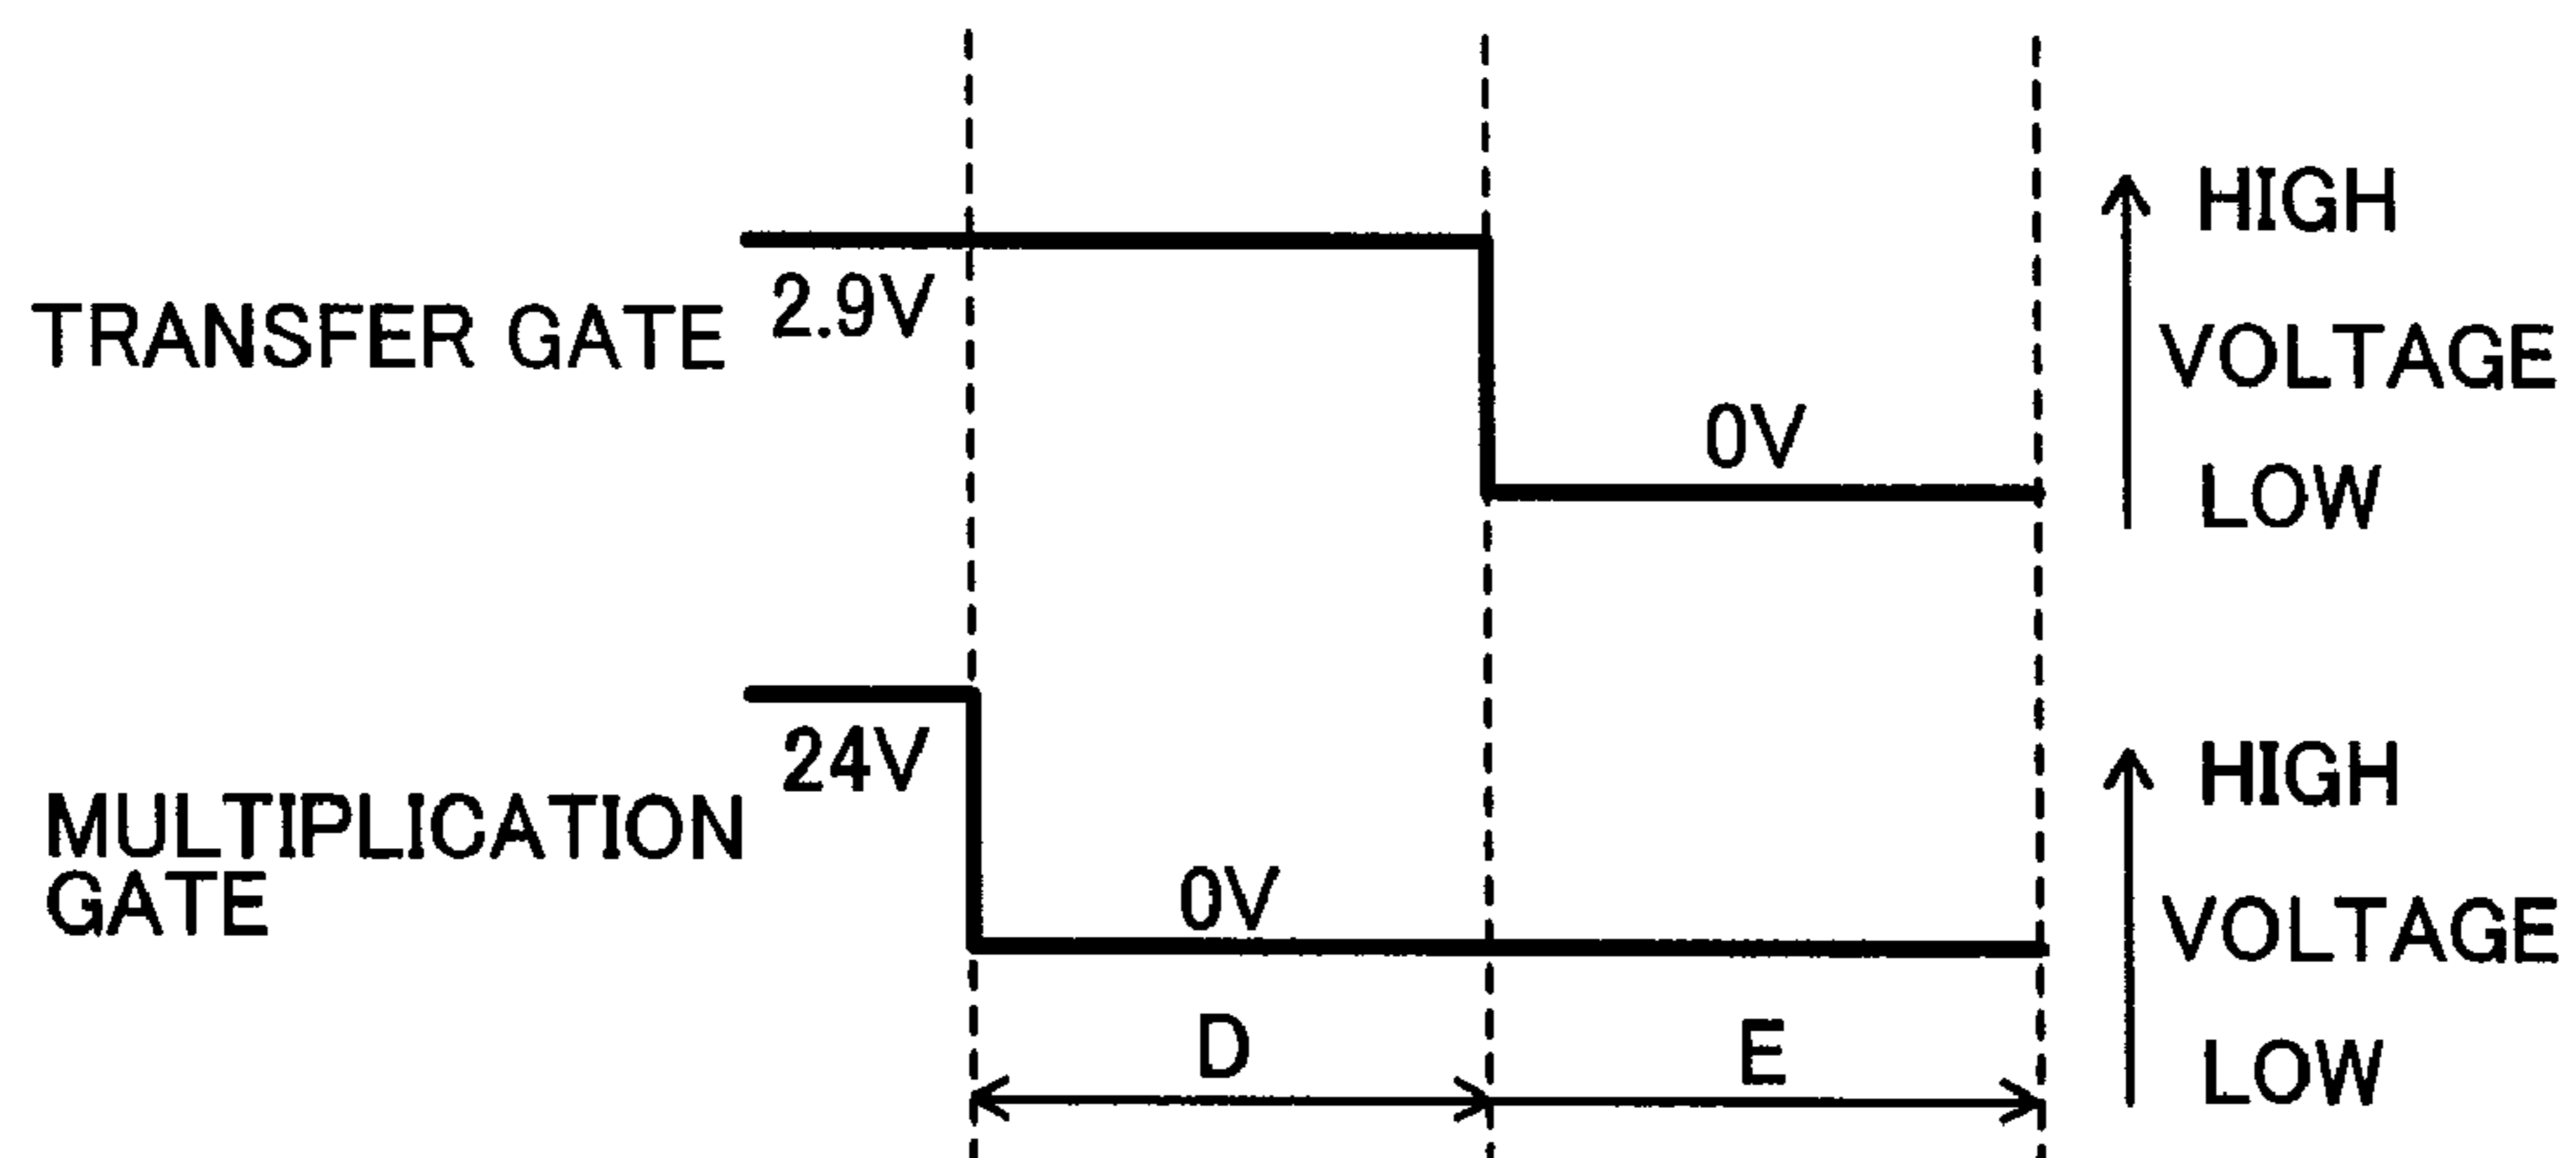 HIGH
2.9V
TRANSFER GATE
VOLTAGE
0V
LOW
24V
HIGH
MULTIPLICATION
GATE
0V
VOLTAGE
D
E
LOW